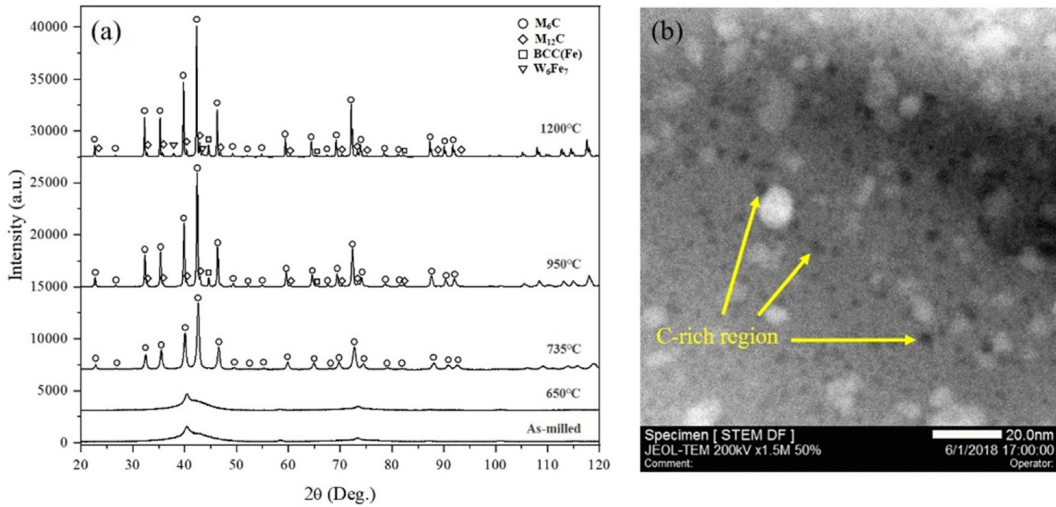 (a)
M₆C
M₁₂C
BCC(Fe)
W₆Fe₇
40000
35000
30000
25000
20000
15000
10000
5000
0
Intensity (a.u.)
1200°C
950°C
735°C
650°C
As-milled
20 30 40 50 60 70 80 90 100 110 120
2θ (Deg.)
(b)
C-rich region
Specimen [ STEM DF ]
20.0nm
JEOL-TEM 200kV x1.5M 50%
6/1/2018 17:00:00
Comment:
Operator: